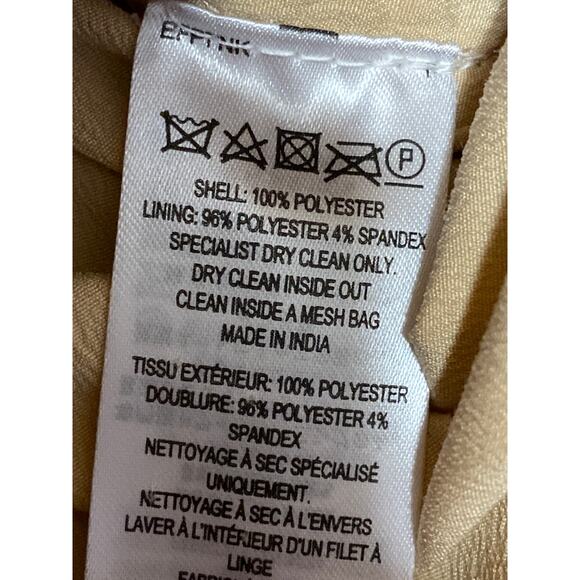 P
SHELL: 100% POLYESTER
LINING: 96% POLYESTER 4% SPANDEX
SPECIALIST DRY CLEAN ONLY.
DRY CLEAN INSIDE OUT
CLEAN INSIDE A MESH BAG
MADE IN INDIA
TISSU EXTÉRIEUR: 100% POLYESTER
DOUBLURE: 96% POLYESTER 4%
SPANDEX
NETTOYAGE À SEC SPÉCIALISÉ
UNIQUEMENT.
NETTOYAGE À SEC À L'ENVERS
LAVER À L'INTÉRIEUR D'UN FILET À
LINGE